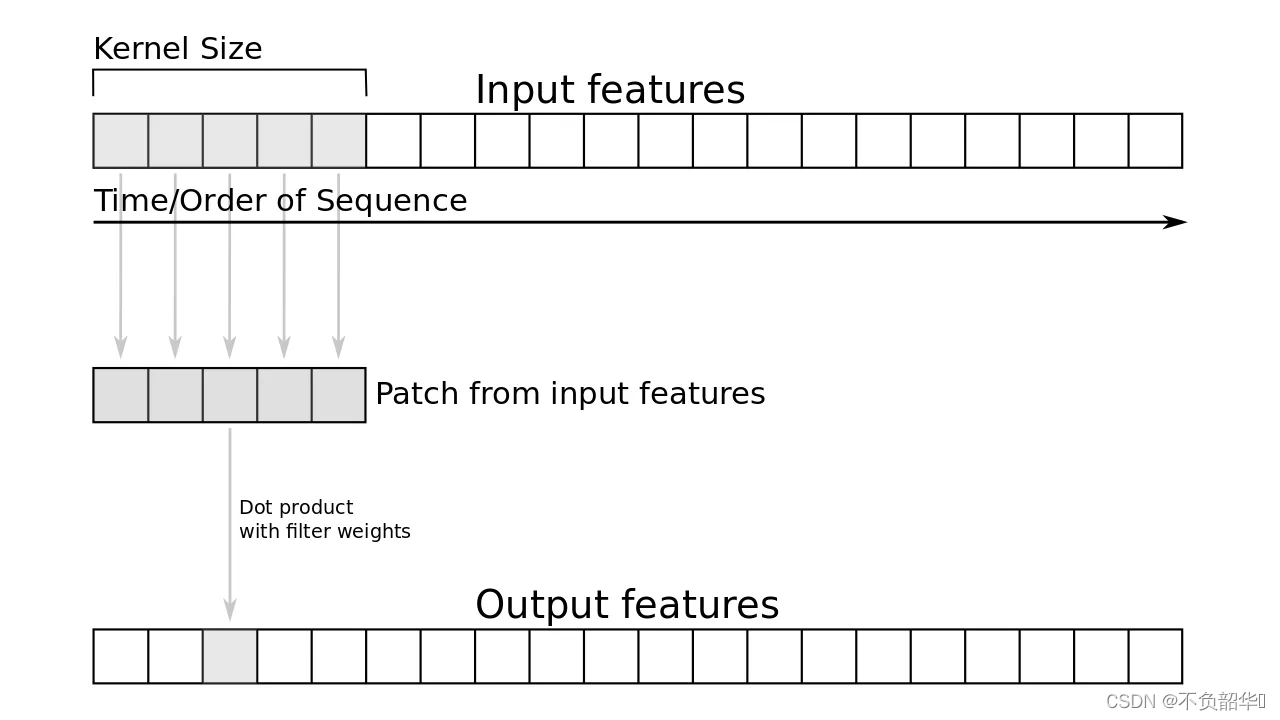 Kernel Size
Input features
Time/Order of Sequence
Patch from input features
Dot product
with filter weights
Output features
CSDN @不负韶华